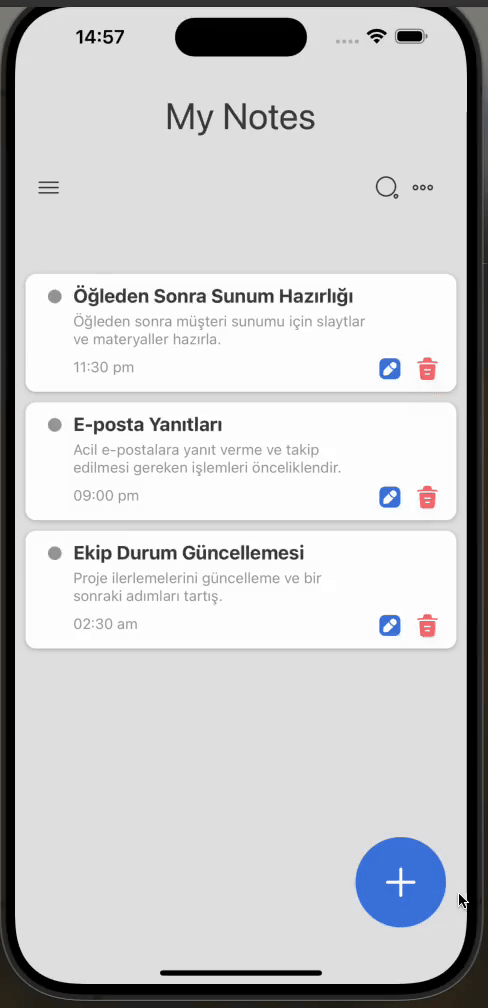 14:57
My Notes
Öğleden Sonra Sunum Hazırlığı
Öğleden sonra müşteri sunumu için slaytlar
ve materyaller hazırla.
11:30 pm
E-posta Yanıtları
Acil e-postalara yanıt verme ve takip
edilmesi gereken işlemleri önceliklendir.
09:00 pm
Ekip Durum Güncellemesi
Proje ilerlemelerini güncelleme ve bir
sonraki adımları tartış.
02:30 am